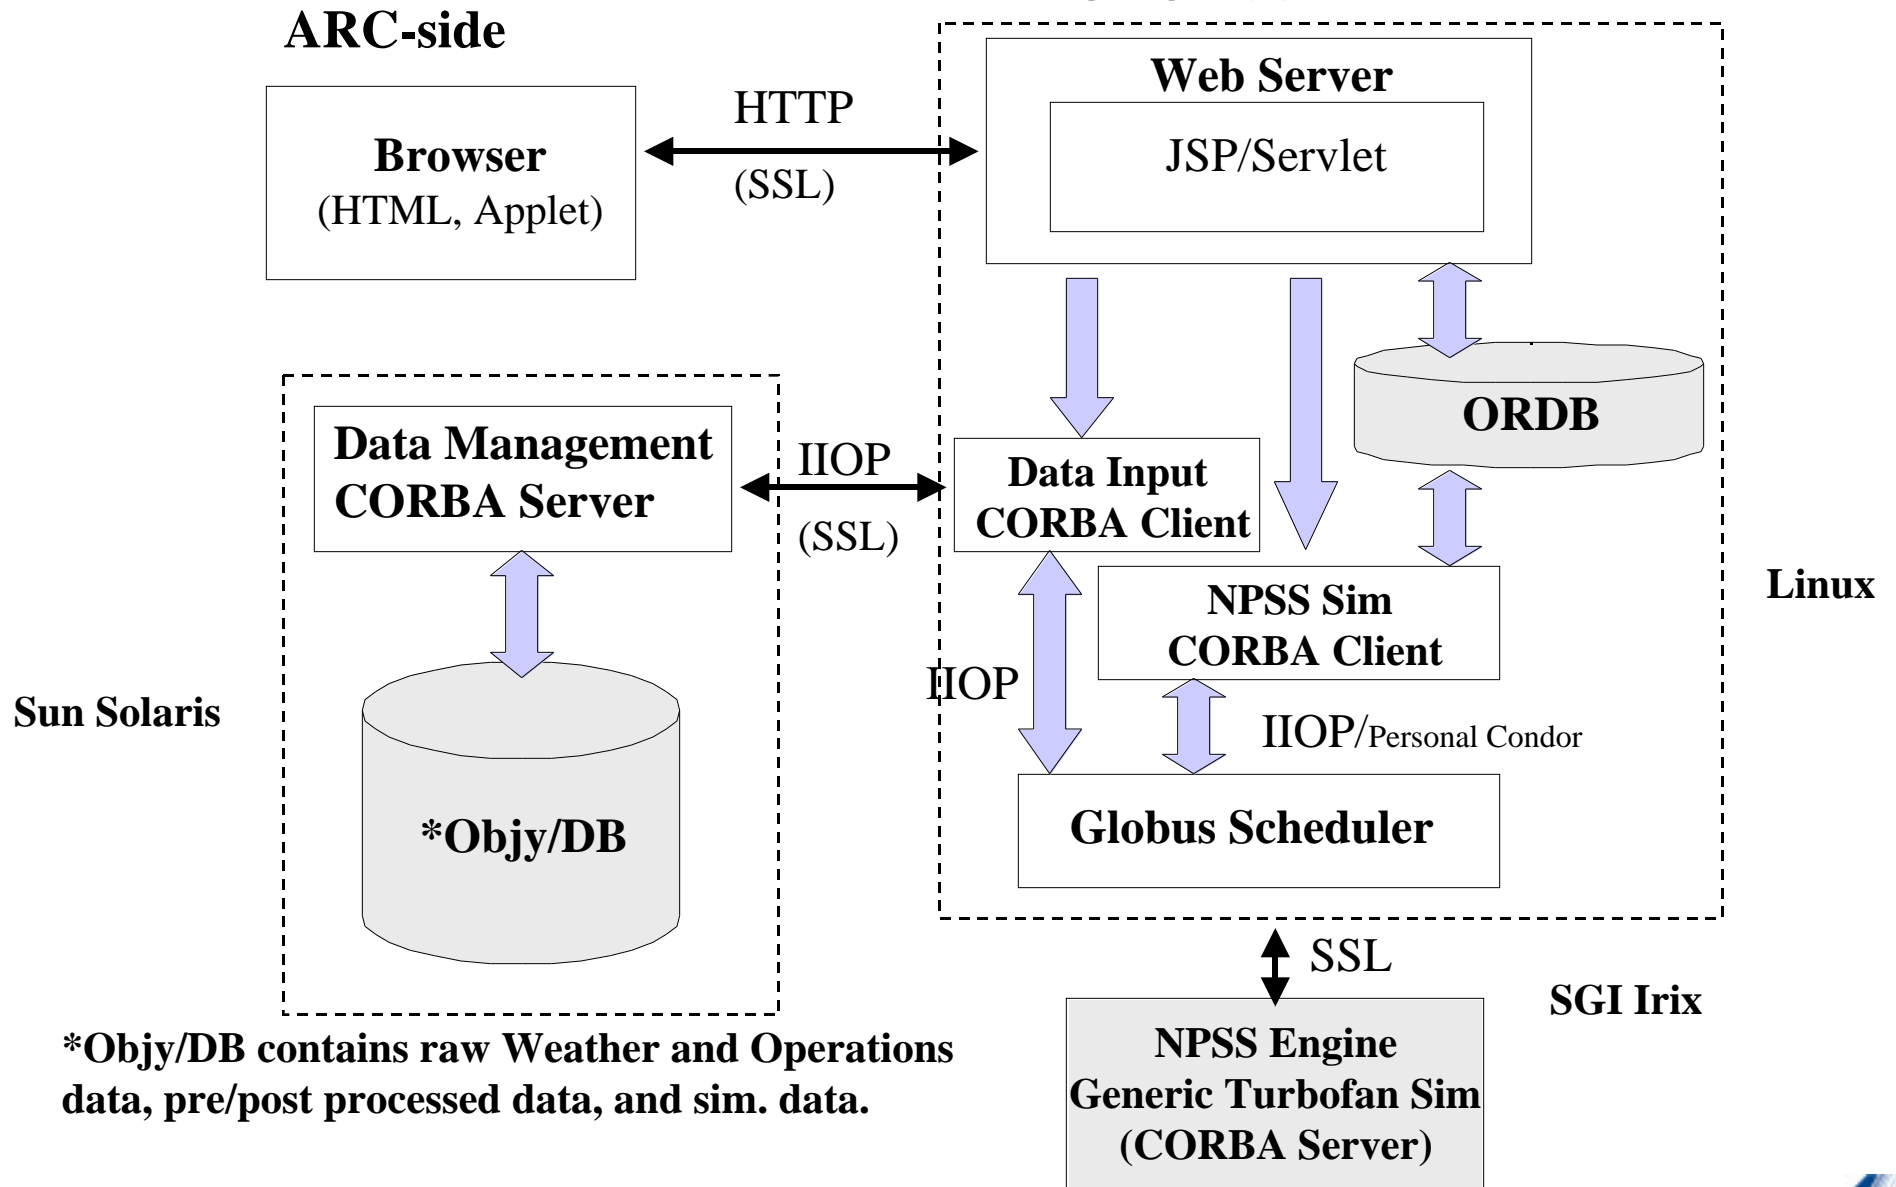 ARC-side
Web Server
JSP/Servlet
HTTP
(SSL)
Browser
(HTML, Applet)
ORDB
Data Management
CORBA Server
IIOP
(SSL)
Data Input
CORBA Client
NPSS Sim
CORBA Client
Linux
IIOP
IIOP/Personal Condor
Sun Solaris
*Objy/DB
Globus Scheduler
SSL
SGI Irix
*Objy/DB contains raw Weather and Operations
data, pre/post processed data, and sim. data.
NPSS Engine
Generic Turbofan Sim
(CORBA Server)